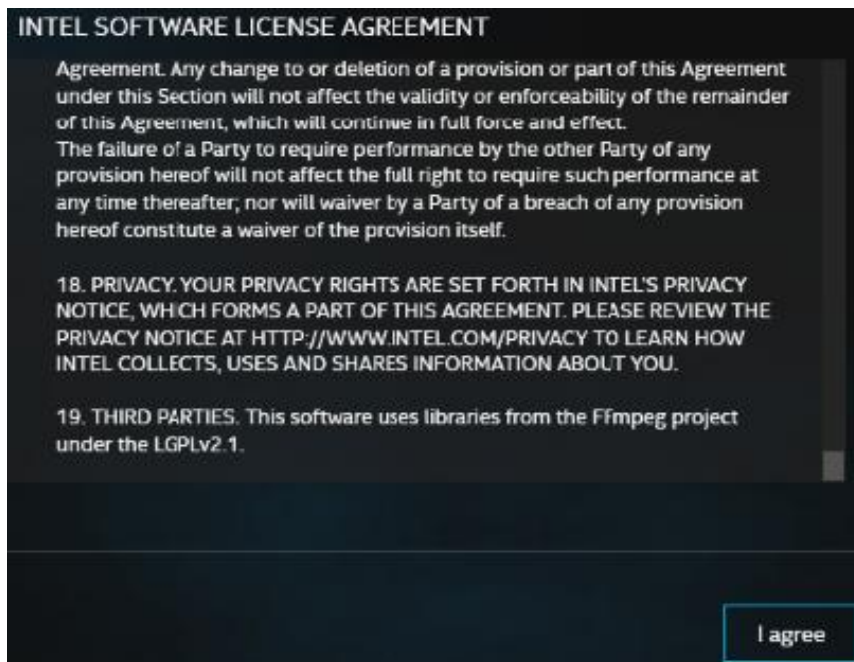 INTEL SOFTWARE LICENSE AGREEMENT
Agreement. Any change to or deletion of a provision or part of this Agreement
under this Section will not affect the validity or enforceability of the remainder
of this Agreement, which will continue in full force and effect.
The failure of a Party to require performance by the other Party of any
provision hereof will not affect the full right to require such performance at
any time thereafter; nor will waiver by a Party of a breach of any provision
hereof constitute a waiver of the provision itself.
18. PRIVACY. YOUR PRIVACY RIGHTS ARE SET FORTH IN INTEL'S PRIVACY
NOTICE, WHICH FORMS A PART OF THIS AGREEMENT. PLEASE REVIEW THE
PRIVACY NOTICE AT HTTP://WWW.INTEL.COM/PRIVACY TO LEARN HOW
INTEL COLLECTS, USES AND SHARES INFORMATION ABOUT YOU.
19. THIRD PARTIES. This software uses libraries from the FFmpeg project
under the LGPLv2.1.
I agree